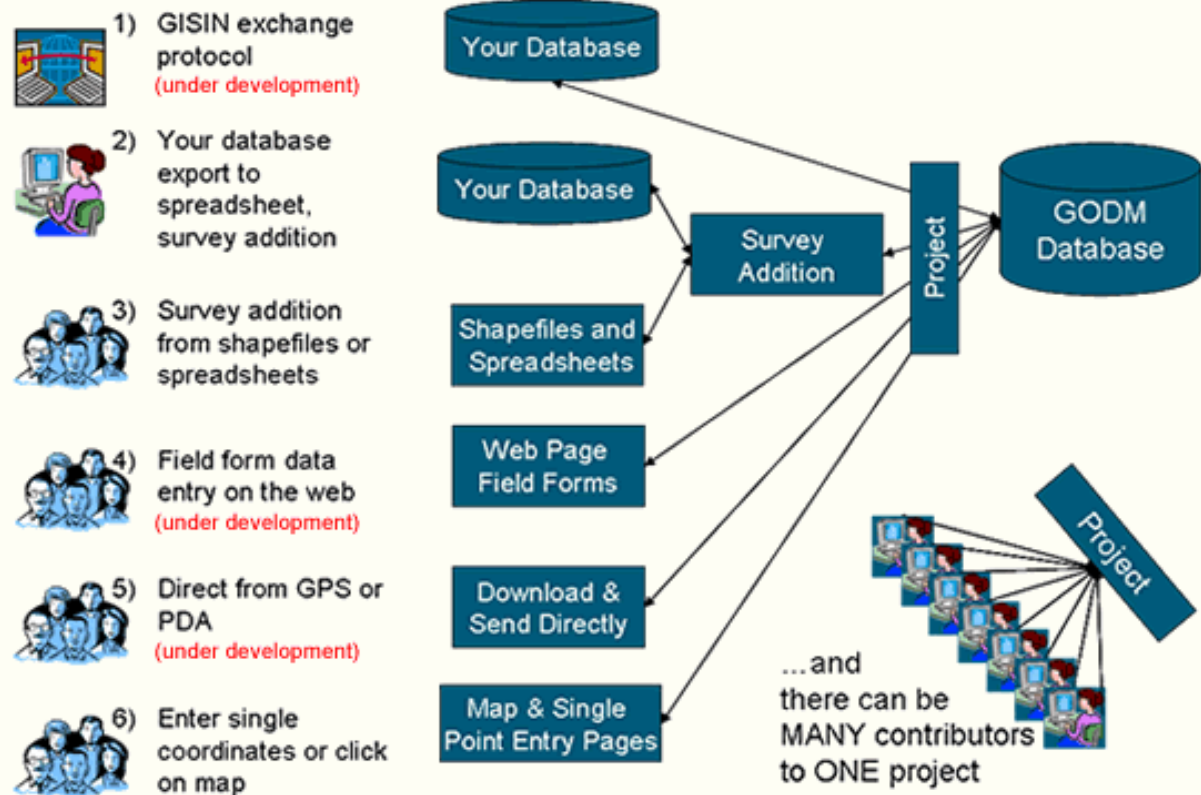 1) GISIN exchange
protocol
(under development)
2) Your database
export to
spreadsheet,
survey addition
3) Survey addition
from shapefiles or
spreadsheets
4) Field form data
entry on the web
(under development)
5) Direct from GPS or
PDA
(under development)
6) Enter single
coordinates or click
on map
Your Database
Your Database
Survey
Addition
Shapefiles and
Spreadsheets
Web Page
Field Forms
Download &
Send Directly
Map & Single
Point Entry Pages
Project
GODM
Database
Project
...and
there can be
MANY contributors
to ONE project